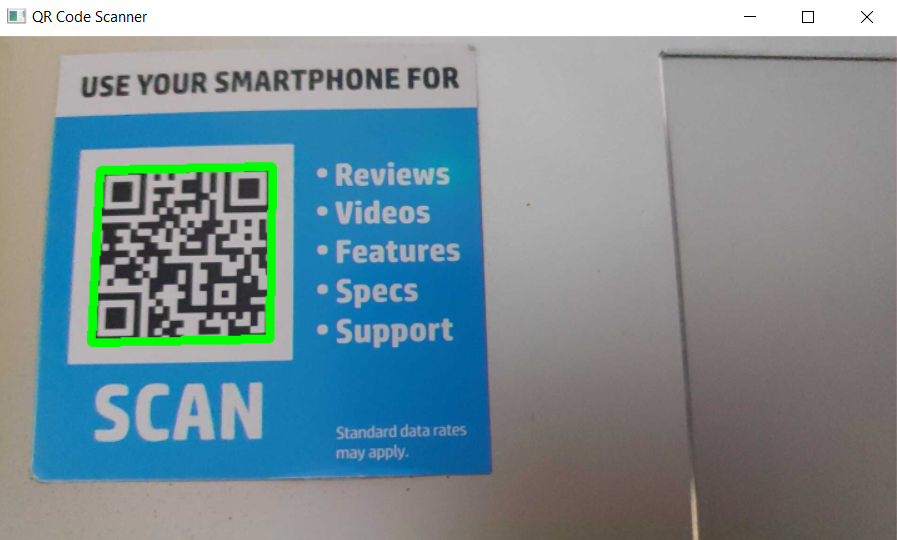 QR Code Scanner
USE YOUR SMARTPHONE FOR
• Reviews
• Videos
• Features
• Specs
• Support
SCAN
Standard data rates
may apply.